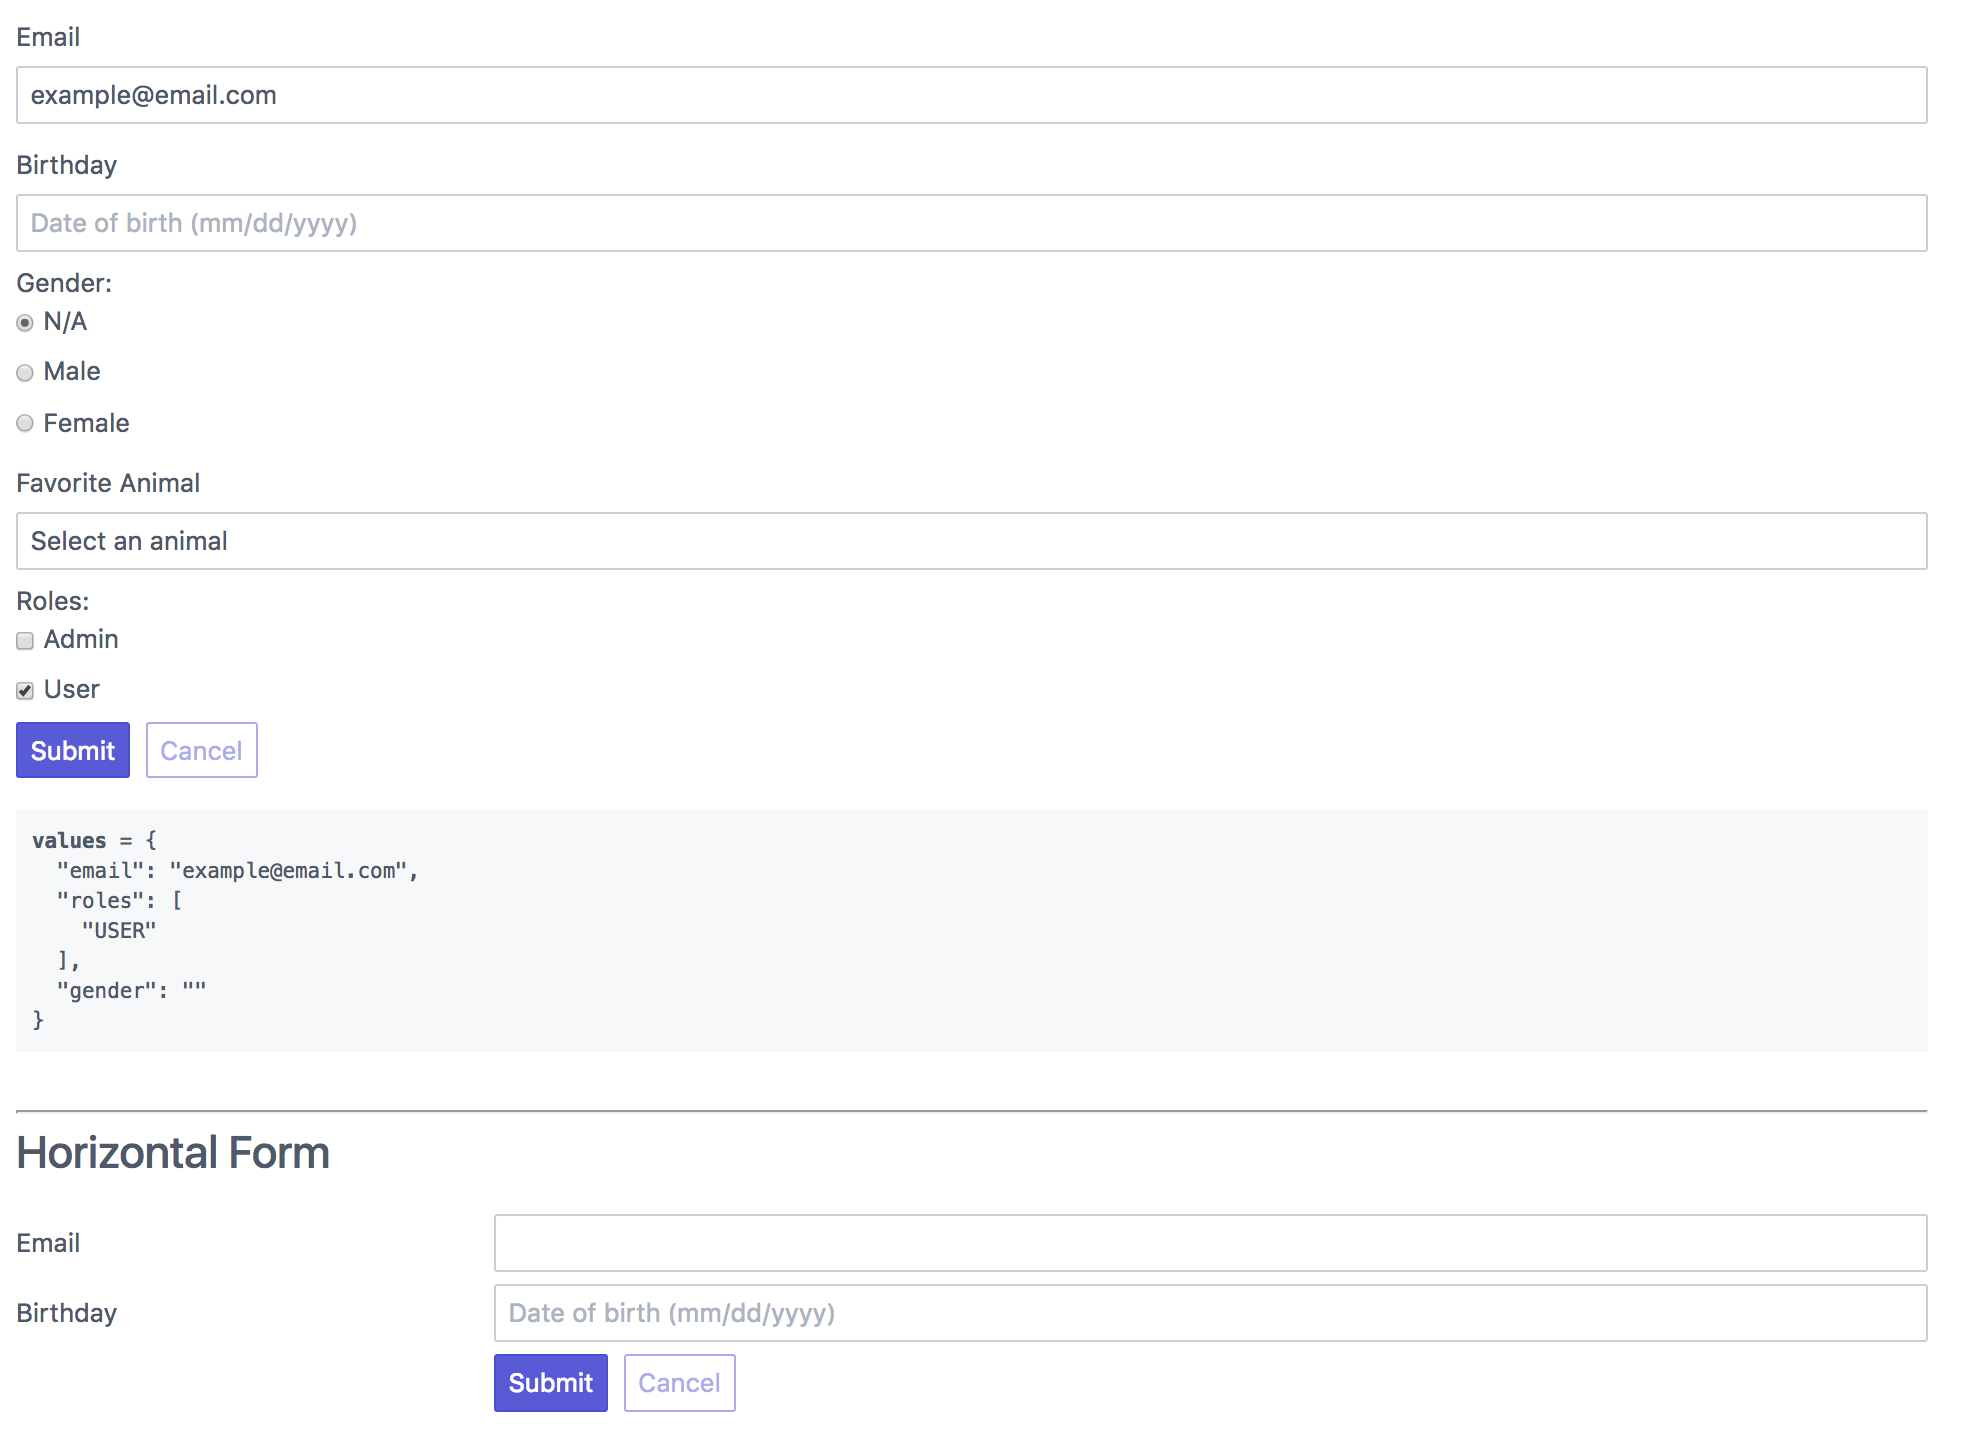 Email
example@email.com
Birthday
Date of birth (mm/dd/yyyy)
Gender:
N/A
Male
Female
Favorite Animal
Select an animal
Roles:
Admin
User
Submit Cancel
values = {
  "email": "example@email.com",
  "roles": [
    "USER"
  ],
  "gender": ""
}
Horizontal Form
Email
Birthday Date of birth (mm/dd/yyyy)
Submit Cancel